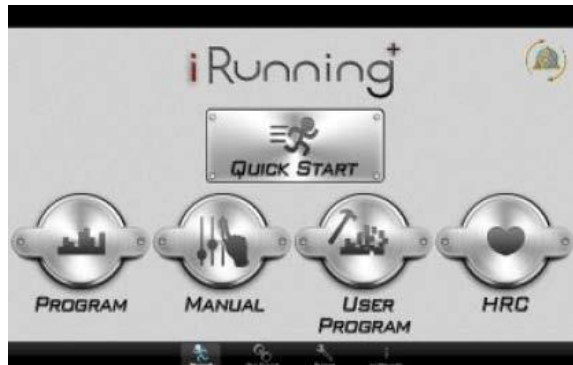 iRunning+
QUICK START
PROGRAM
MANUAL
USER
PROGRAM
HRC